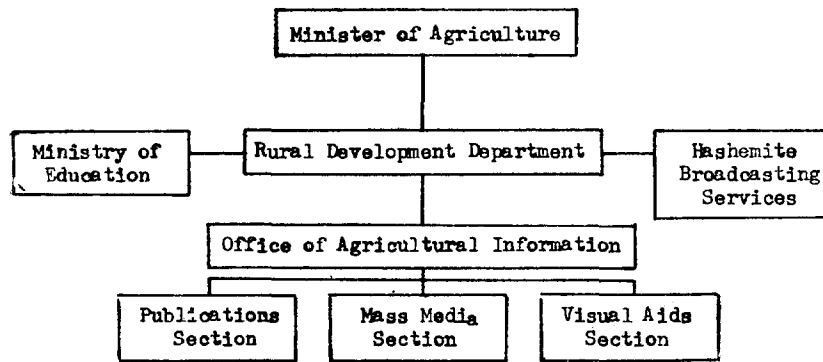 Minister of Agriculture
Ministry of
Education
Rural Development Department
Hashemite
Broadcasting
Services
Office of Agricultural Information
Publications
Section
Mass Media
Section
Visual Aids
Section